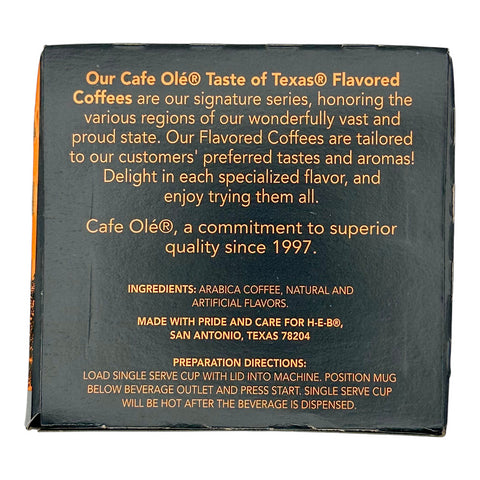 Our Cafe Olé® Taste of Texas® Flavored
Coffees are our signature series, honoring the
various regions of our wonderfully vast and
proud state. Our Flavored Coffees are tailored
to our customers' preferred tastes and aromas!
Delight in each specialized flavor, and
enjoy trying them all.
Cafe Olé®, a commitment to superior
quality since 1997.
INGREDIENTS: ARABICA COFFEE, NATURAL AND
ARTIFICIAL FLAVORS.
MADE WITH PRIDE AND CARE FOR H-E-B®,
SAN ANTONIO, TEXAS 78204
PREPARATION DIRECTIONS:
LOAD SINGLE SERVE CUP WITH LID INTO MACHINE. POSITION MUG
BELOW BEVERAGE OUTLET AND PRESS START. SINGLE SERVE CUP
WILL BE HOT AFTER THE BEVERAGE IS DISPENSED.